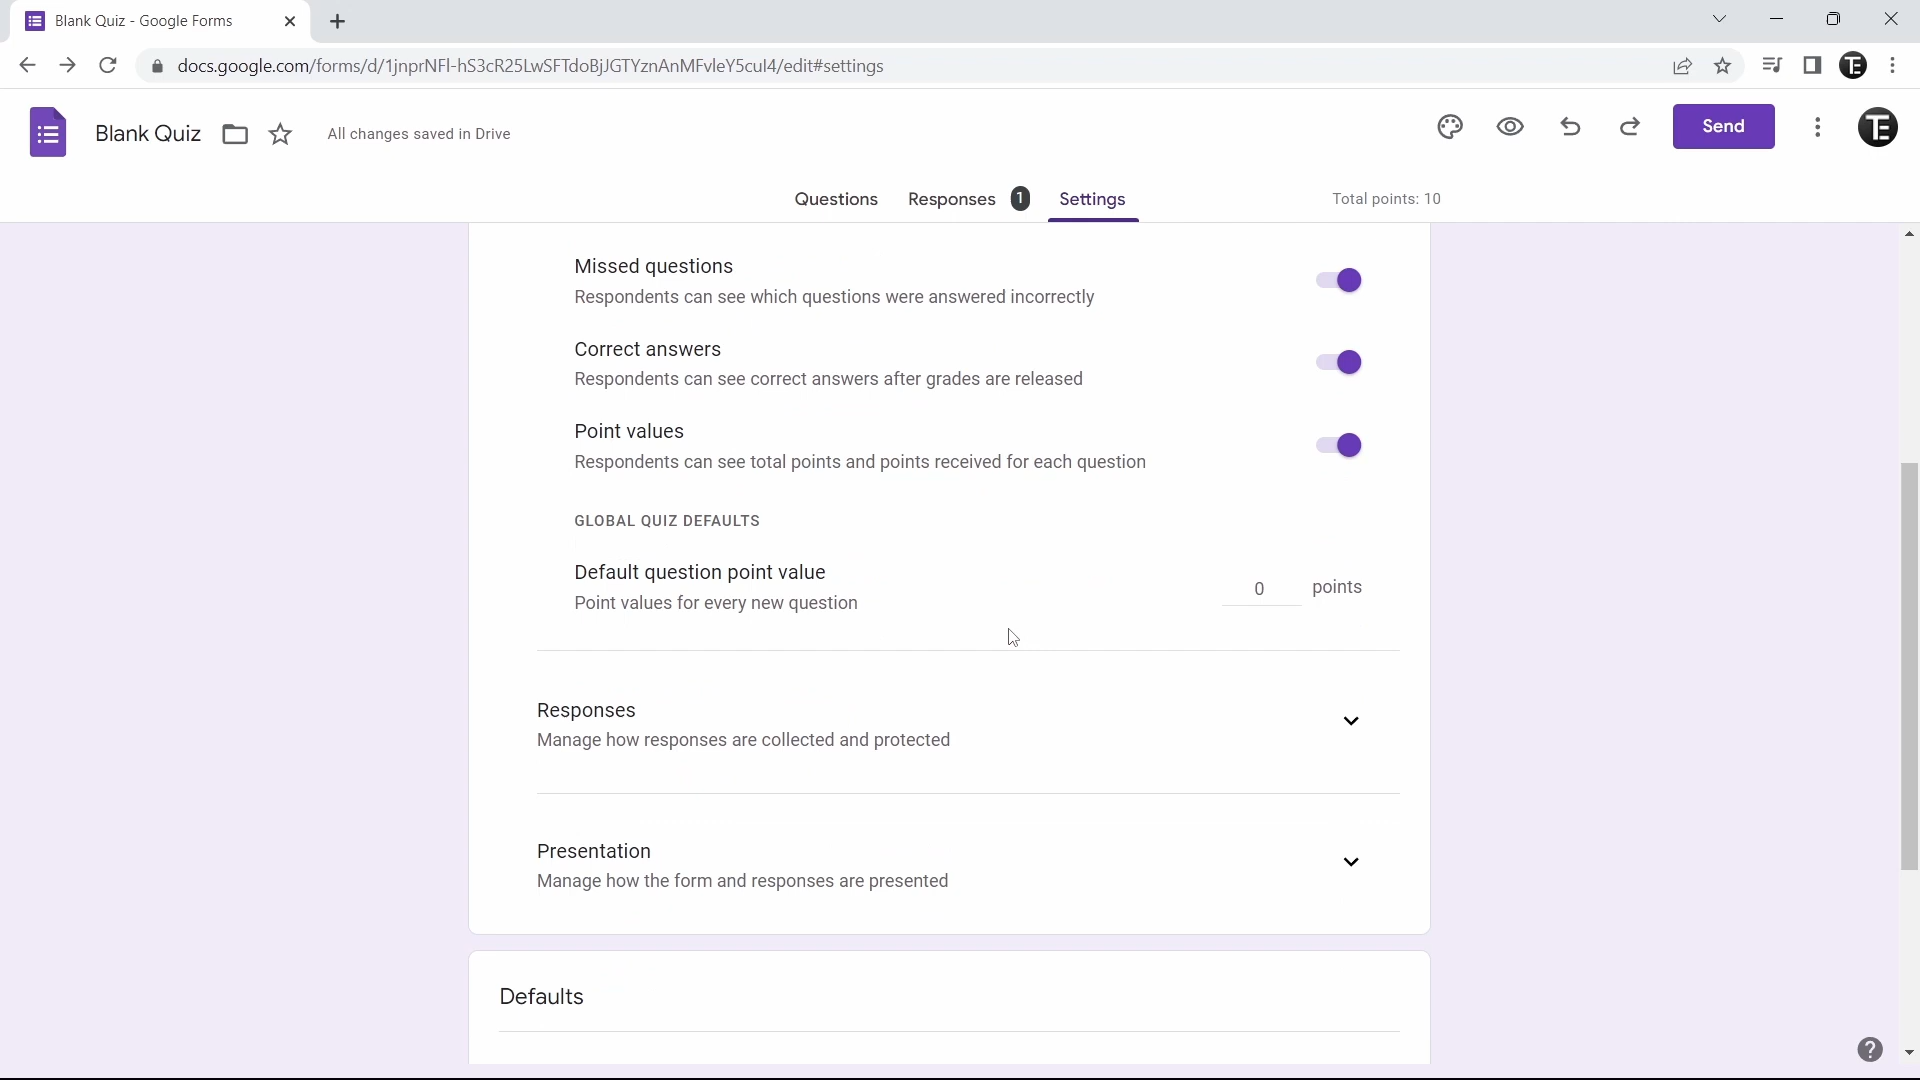 Blank Quiz - Google Forms
docs.google.com/forms/d/1jnprNFl-hS3cR25LwSFTdoBjJGTYznAnMFvleY5cul4/edit#settings
TE
Blank Quiz
All changes saved in Drive
Send
TE
Questions
Responses 1
Settings
Total points: 10
Missed questions
Respondents can see which questions were answered incorrectly
Correct answers
Respondents can see correct answers after grades are released
Point values
Respondents can see total points and points received for each question
GLOBAL QUIZ DEFAULTS
Default question point value
Point values for every new question
0 points
Responses
Manage how responses are collected and protected
Presentation
Manage how the form and responses are presented
Defaults
?